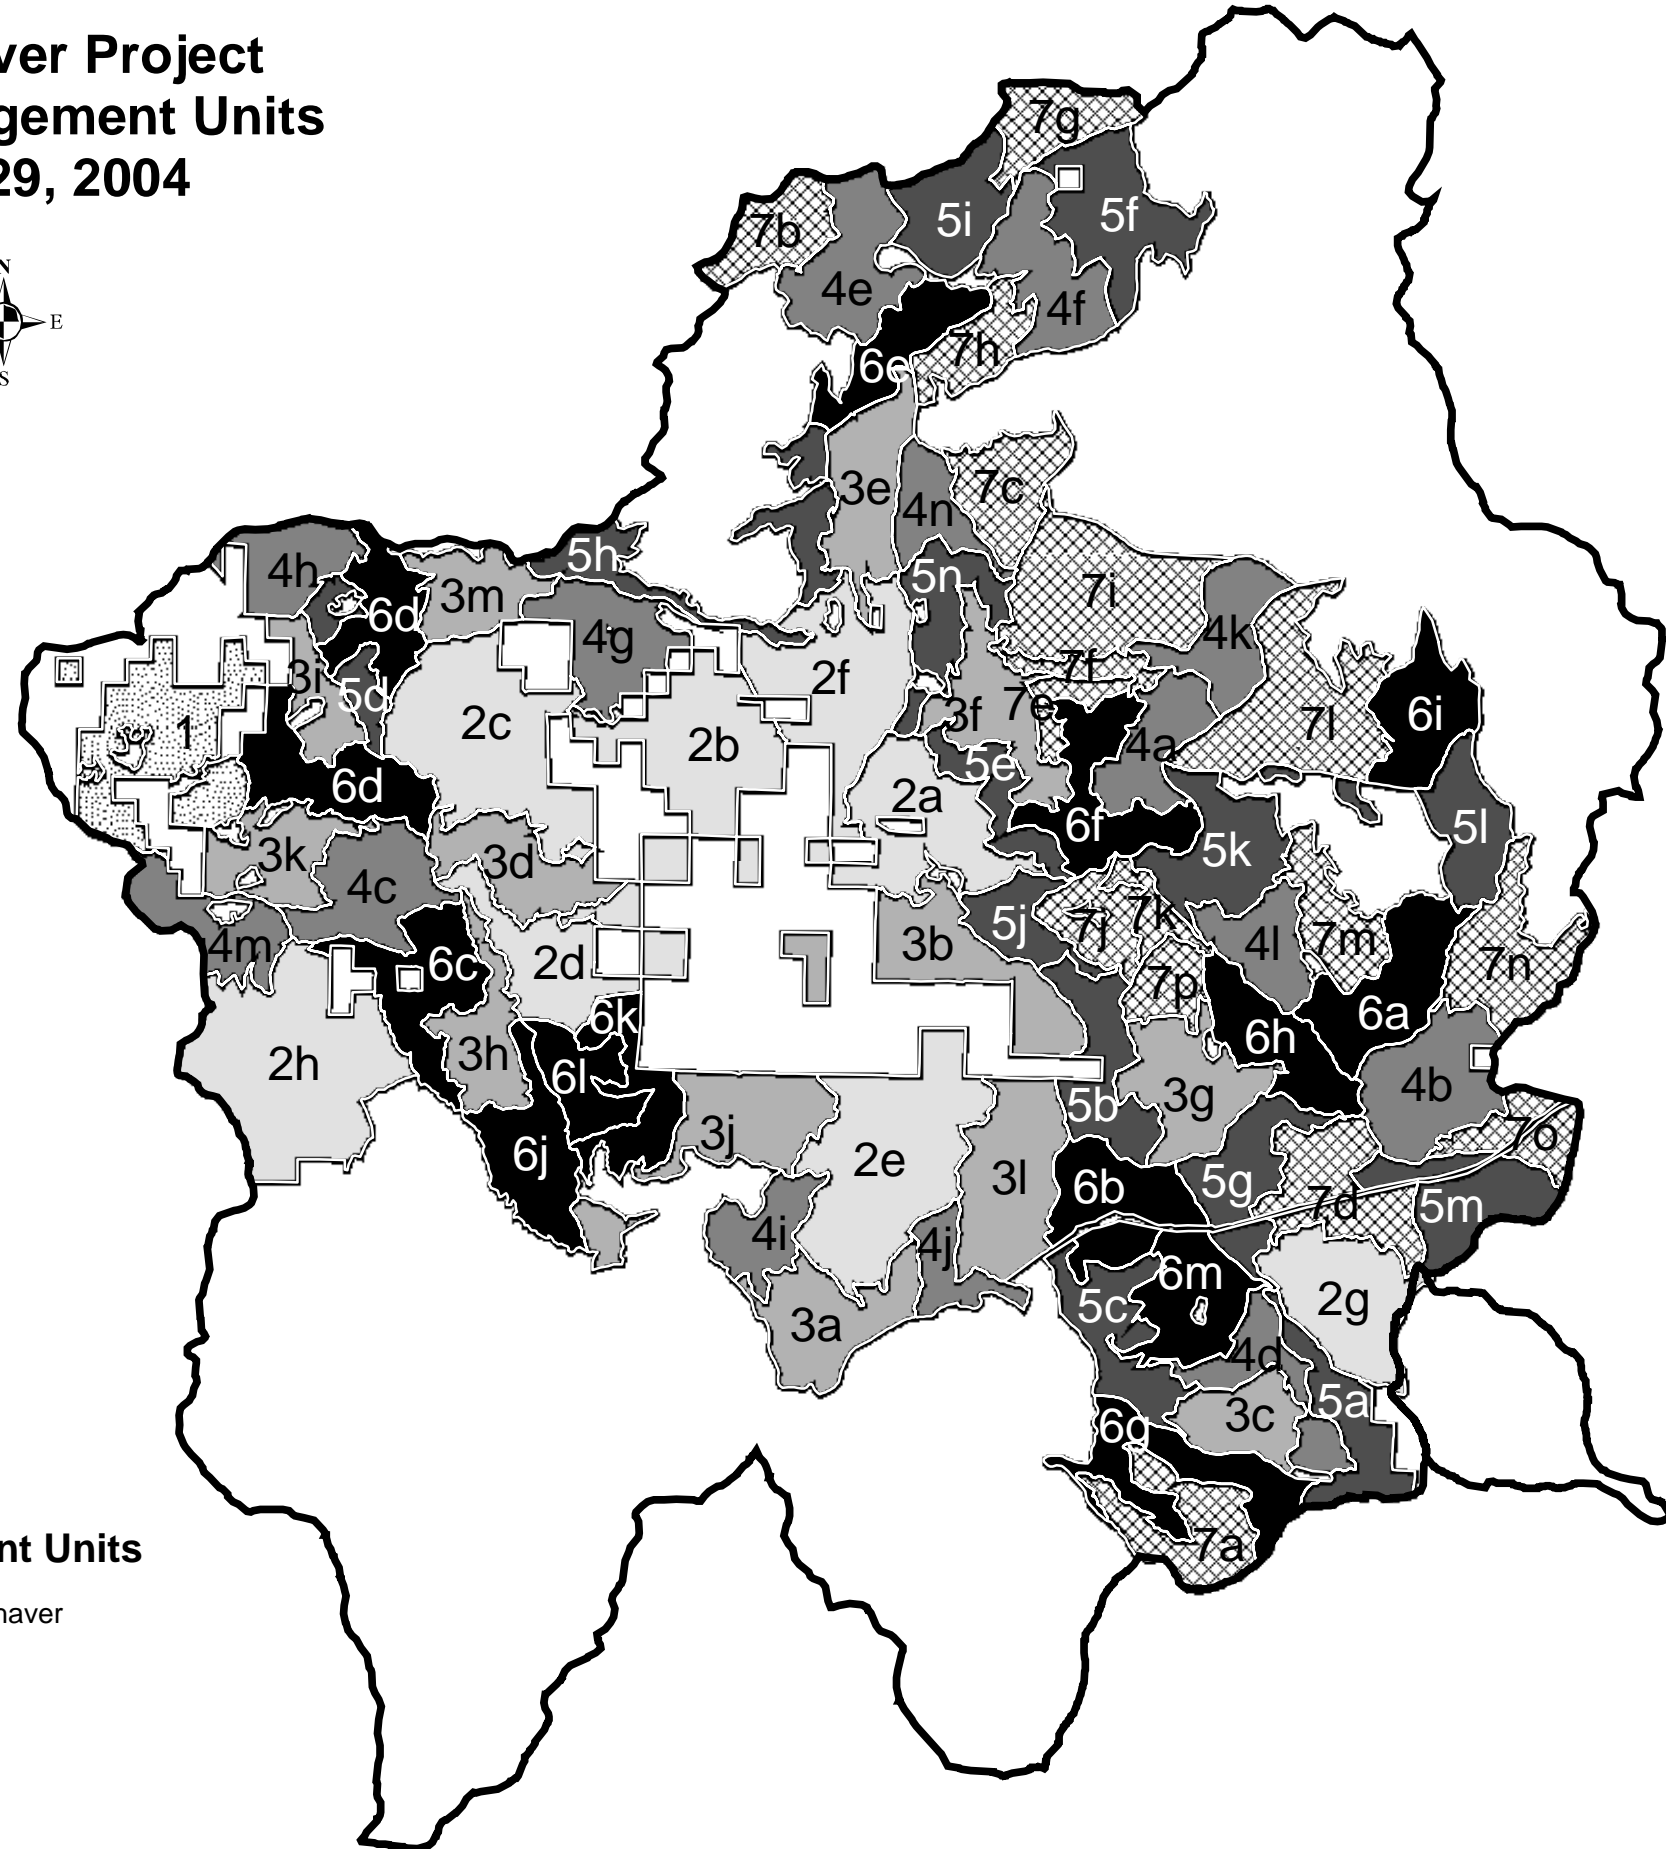 ver Project
gement Units
29, 2004
N
E
S
7g
7b
5i
5f
4e
4f
6e
7h
3e
7c
4n
5h
4h
5n
7i
3m
6d
4g
4k
7f
3i
5d
2f
7e
3f
7l
6i
1
2c
2b
4a
5e
6d
2a
6f
5l
5k
3k
3d
4c
7j
7k
5j
4m
3b
4l
7m
6c
2d
7n
7p
6k
6a
6h
3h
2h
6l
4b
3g
5b
3j
7o
6j
2e
3l
6b
5g
7d
5m
4i
4j
6m
2g
5c
3a
4d
5a
3c
6g
7a
nt Units
haver